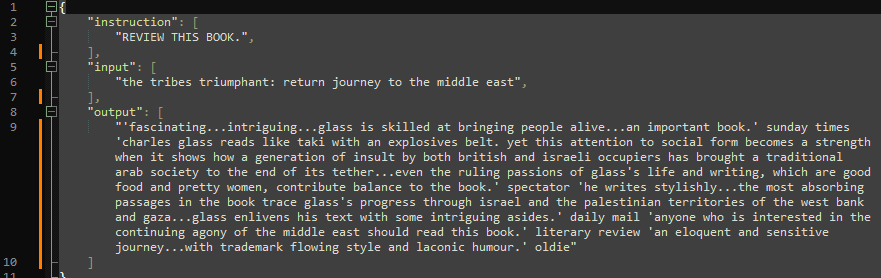 1 {
2 "instruction": [
3 "REVIEW THIS BOOK.",
4 ],
5 "input": [
6 "the tribes triumphant: return journey to the middle east",
7 ],
8 "output": [
9 "'fascinating...intriguing...glass is skilled at bringing people alive...an important book.' sunday times
'charles glass reads like taki with an explosives belt. yet this attention to social form becomes a strength
when it shows how a generation of insult by both british and israeli occupiers has brought a traditional
arab society to the end of its tether...even the ruling passions of glass's life and writing, which are good
food and pretty women, contribute balance to the book.' spectator 'he writes stylishly...the most absorbing
passages in the book trace glass's progress through israel and the palestinian territories of the west bank
and gaza...glass enlivens his text with some intriguing asides.' daily mail 'anyone who is interested in the
continuing agony of the middle east should read this book.' literary review 'an eloquent and sensitive
journey...with trademark flowing style and laconic humour.' oldie"
10 ]
11 }